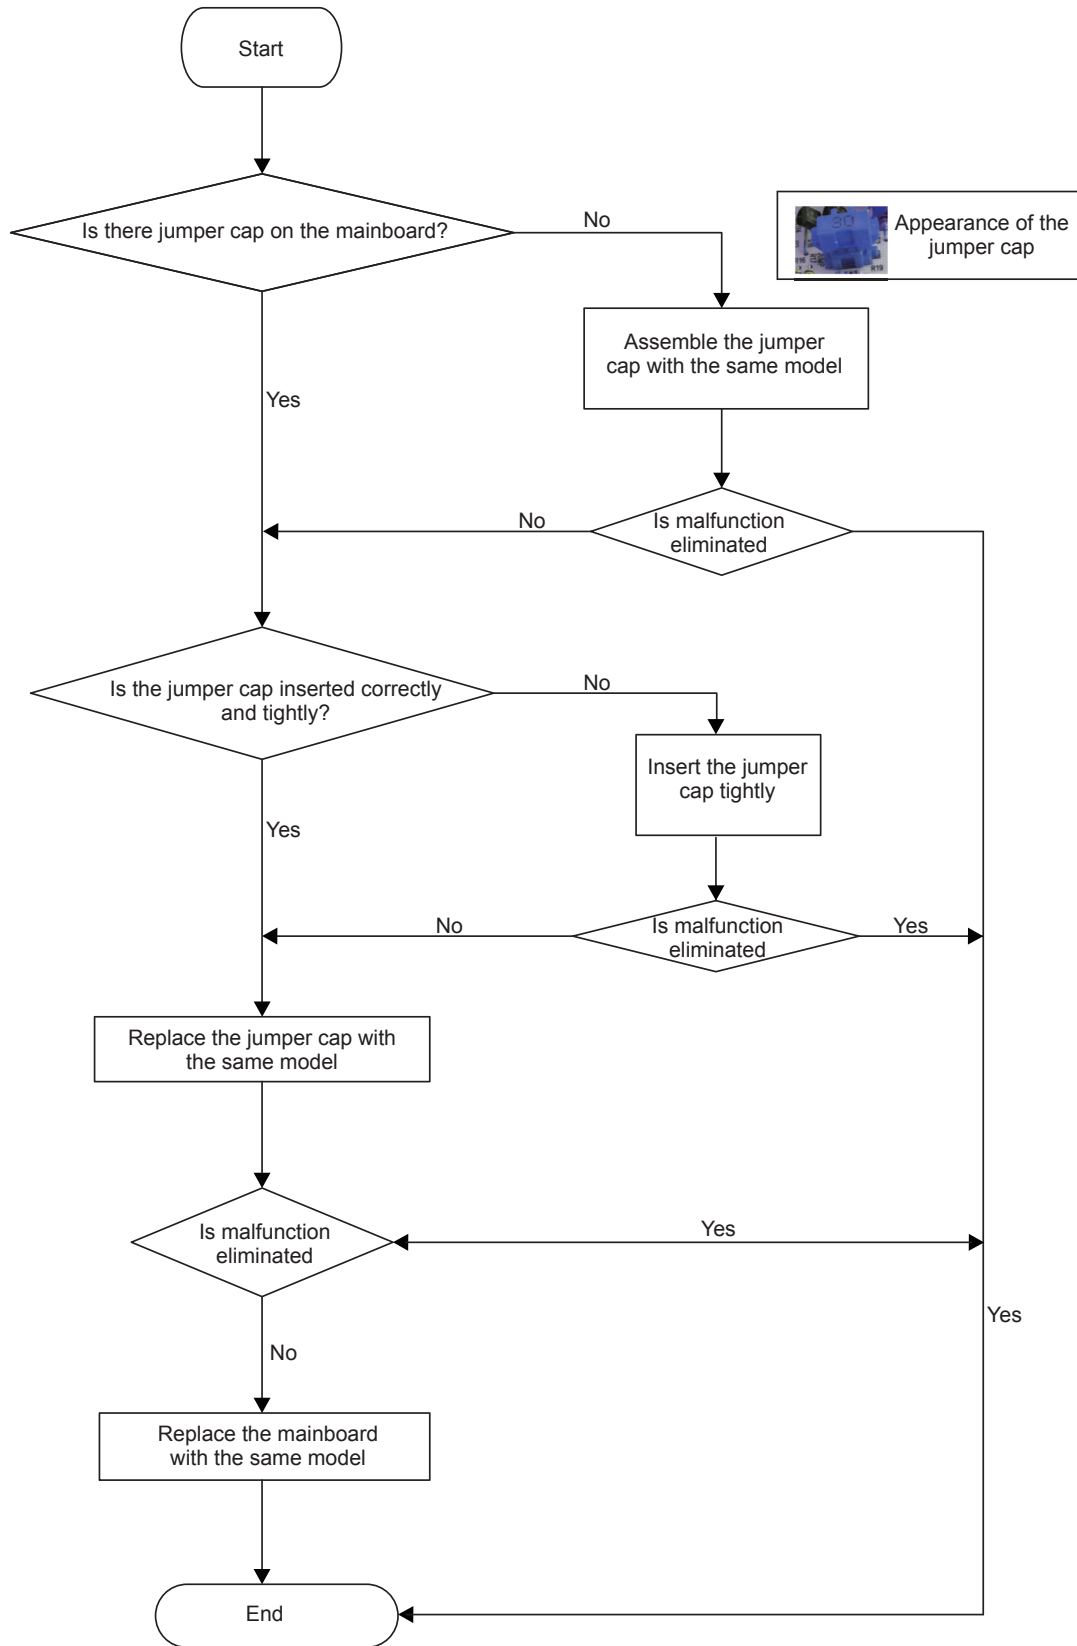 Start
Is there jumper cap on the mainboard?
No
30
R19
Appearance of the
jumper cap
Assemble the jumper
cap with the same model
Yes
No
Is malfunction
eliminated
Is the jumper cap inserted correctly
and tightly?
No
Insert the jumper
cap tightly
Yes
No
Is malfunction
eliminated
Yes
Replace the jumper cap with
the same model
Is malfunction
eliminated
Yes
Yes
No
Replace the mainboard
with the same model
End